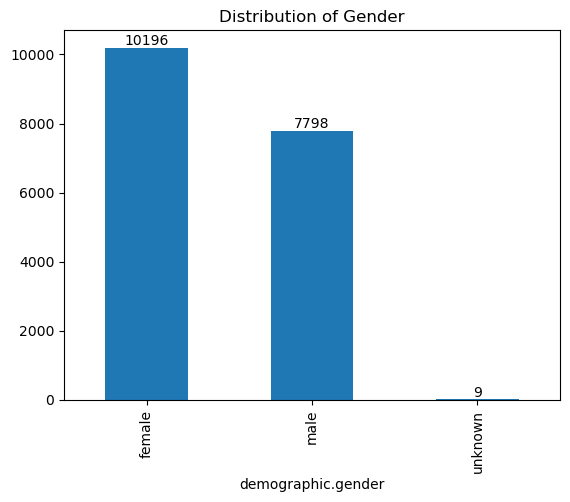 Distribution of Gender
10196
10000
7798
8000
6000
4000
2000
9
0
female
male
unknown
demographic.gender